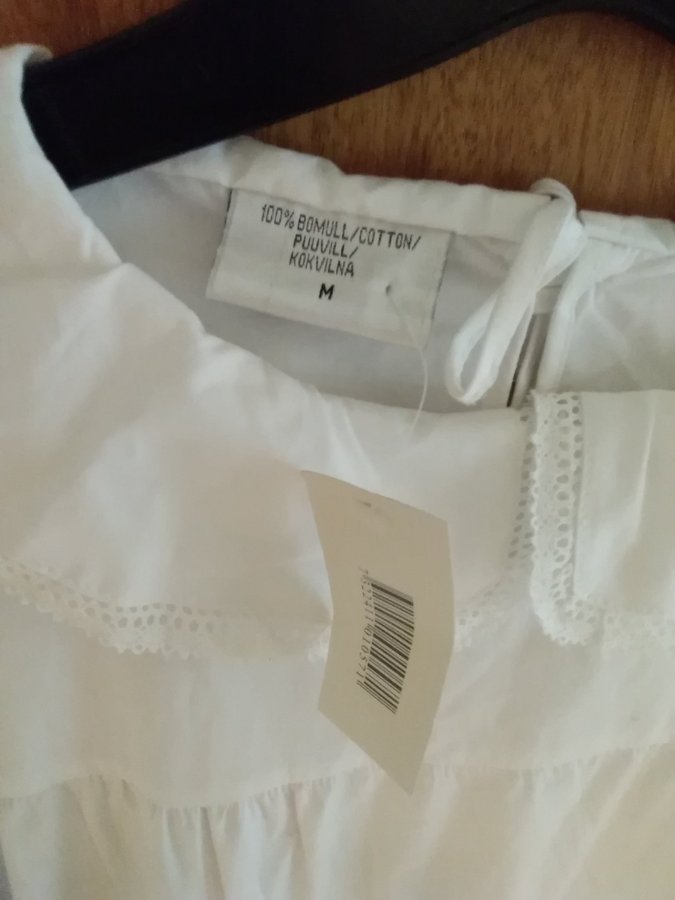 100% BOMULL/COTTON/
PUUVILL/
KOKVILNA
M